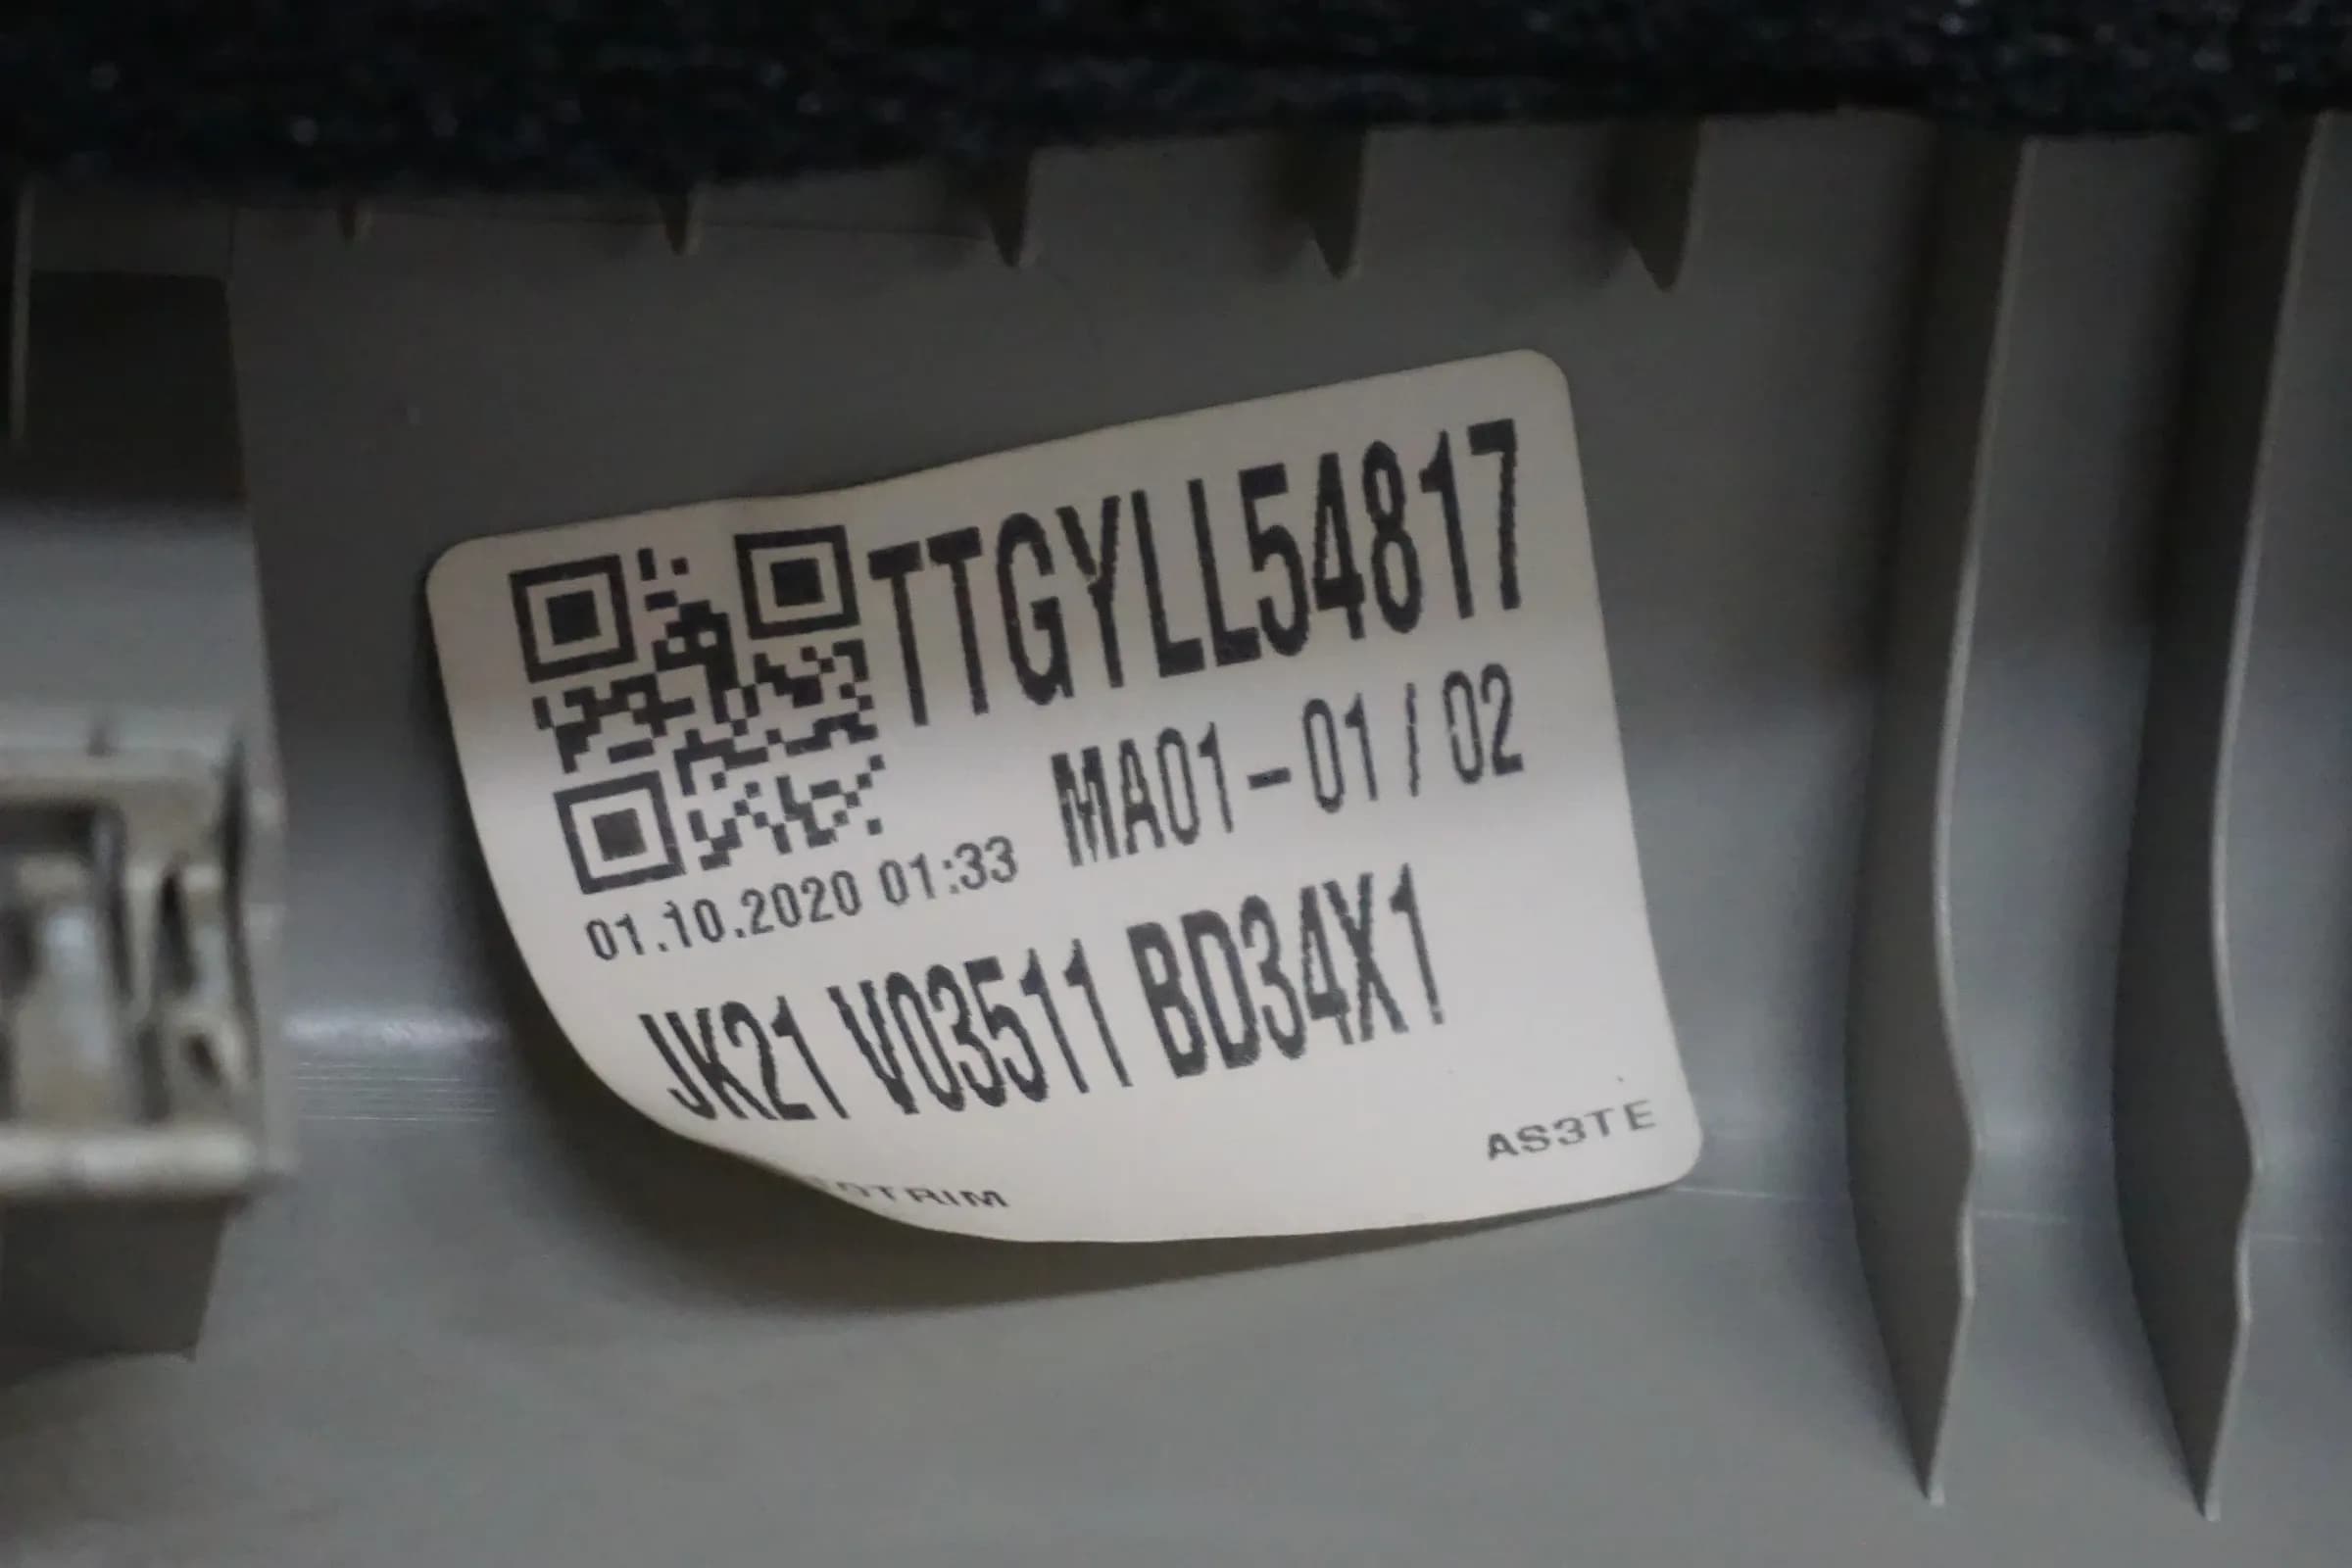 TTGYLL54817
MA01-01/02
01.10.2020 01:33
JK21 V03511 BD34X1
AS3TE